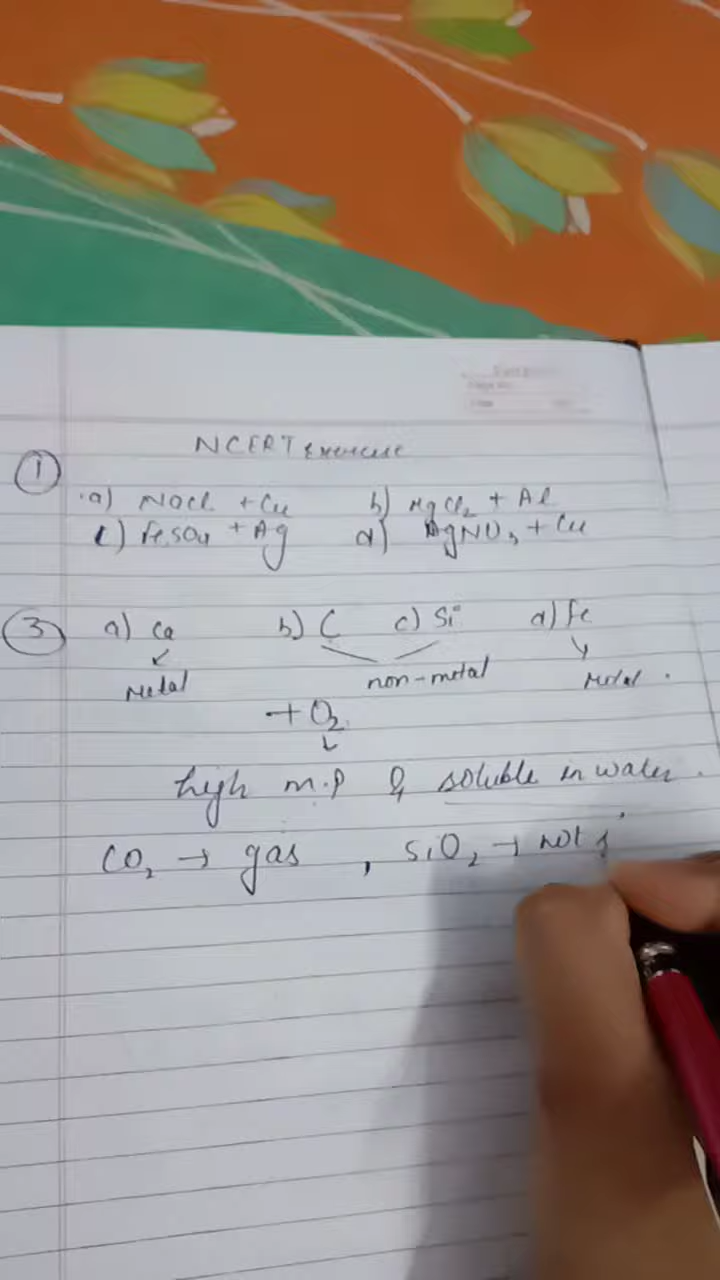 NCERT Exercise
① a) NaCl + Cu b) MgCl₂ + Al
c) FeSO₄ + Ag d) AgNO₃ + Cu
③ a) Ca b) C c) Si d) Fe
Metal non-metal Metal.
+ O₂
high m.p & soluble in water.
CO₂ → gas , SiO₂ → not